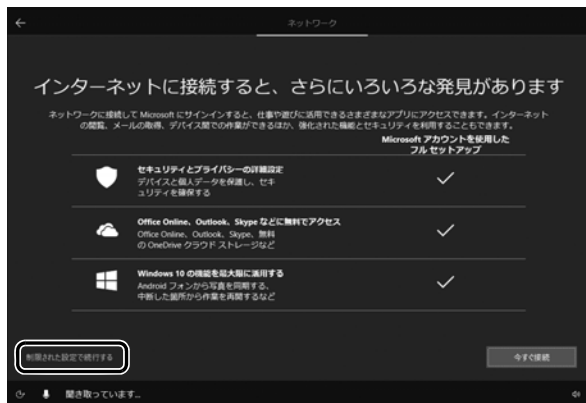 ネットワーク
インターネットに接続すると、さらにいろいろな発見があります
ネットワークに接続して Microsoft にサインインすると、仕事や遊びに活用できるさまざまなアプリにアクセスできます。インターネット
の閲覧、メールの取得、デバイス間での作業ができるほか、強化された機能とセキュリティを利用することもできます。
Microsoft アカウントを使用した
フル セットアップ
セキュリティとプライバシーの詳細設定
デバイスと個人データを保護し、セキ
ュリティを確保する
Office Online、Outlook、Skype などに無料でアクセス
Office Online、Outlook、Skype、無料
の OneDrive クラウド ストレージなど
Windows 10 の機能を最大限に活用する
Android フォンから写真を同期する、
中断した箇所から作業を再開するなど
制限された設定で続行する
今すぐ接続
聞き取っています...